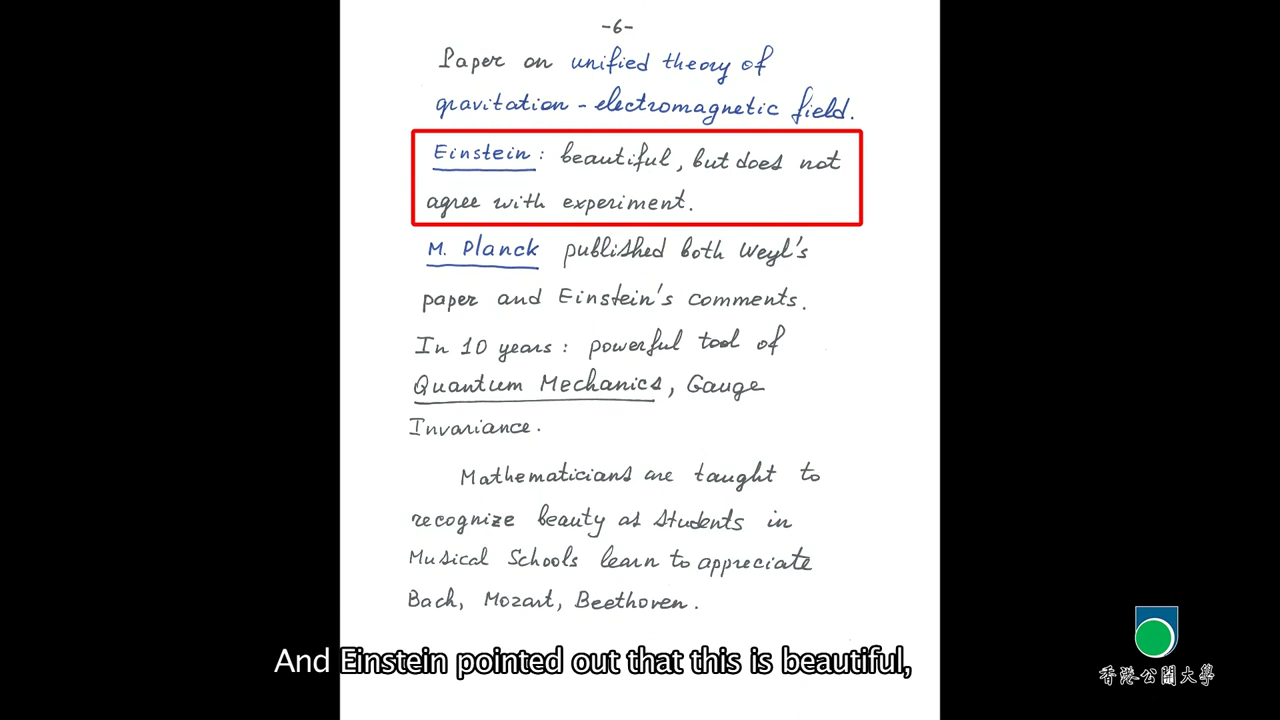 -6-
Paper on unified theory of
gravitation - electromagnetic field.
Einstein: beautiful, but does not
agree with experiment.
M. Planck published both Weyl's
paper and Einstein's comments.
In 10 years: powerful tool of
Quantum Mechanics, Gauge
Invariance.
Mathematicians are taught to
recognize beauty as students in
Musical Schools learn to appreciate
Bach, Mozart, Beethoven.
And Einstein pointed out that this is beautiful,
香港公開大學